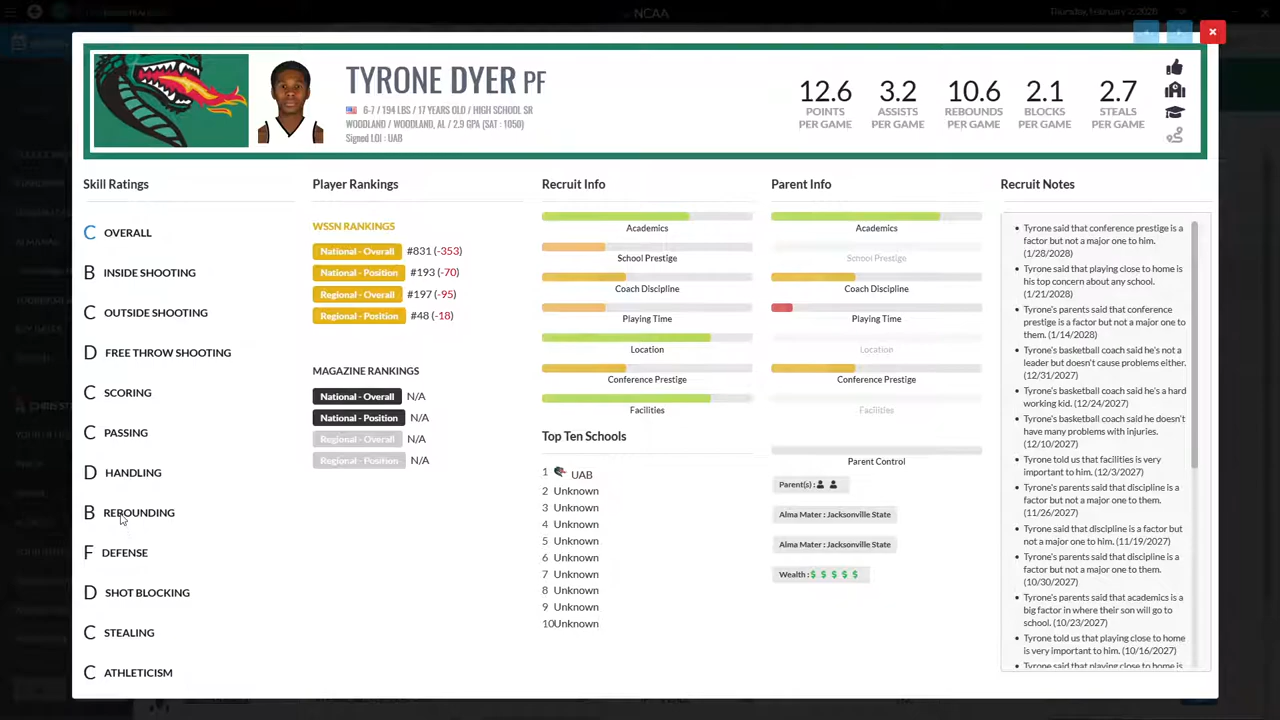 NCAA
Thursday, February 2, 2028
TYRONE DYER PF
6-7 / 194 LBS / 17 YEARS OLD / HIGH SCHOOL SR
WOODLAND / WOODLAND, AL / 2.9 GPA (SAT : 1050)
Signed LOI : UAB
12.6
POINTS
PER GAME
3.2
ASSISTS
PER GAME
10.6
REBOUNDS
PER GAME
2.1
BLOCKS
PER GAME
2.7
STEALS
PER GAME
Skill Ratings
C OVERALL
B INSIDE SHOOTING
C OUTSIDE SHOOTING
D FREE THROW SHOOTING
C SCORING
C PASSING
D HANDLING
B REBOUNDING
F DEFENSE
D SHOT BLOCKING
C STEALING
C ATHLETICISM
Player Rankings
WSSN RANKINGS
National - Overall #831 (-353)
National - Position #193 (-70)
Regional - Overall #197 (-95)
Regional - Position #48 (-18)
MAGAZINE RANKINGS
National - Overall N/A
National - Position N/A
Regional - Overall N/A
Regional - Position N/A
Recruit Info
Academics
School Prestige
Coach Discipline
Playing Time
Location
Conference Prestige
Facilities
Top Ten Schools
1 UAB
2 Unknown
3 Unknown
4 Unknown
5 Unknown
6 Unknown
7 Unknown
8 Unknown
9 Unknown
10Unknown
Parent Info
Academics
School Prestige
Coach Discipline
Playing Time
Location
Conference Prestige
Facilities
Parent Control
Parent(s) :
Alma Mater : Jacksonville State
Alma Mater : Jacksonville State
Wealth : $ $ $ $ $
Recruit Notes
• Tyrone said that conference prestige is a
factor but not a major one to him.
(1/28/2028)
• Tyrone said that playing close to home is
his top concern about any school.
(1/21/2028)
• Tyrone's parents said that conference
prestige is a factor but not a major one to
them. (1/14/2028)
• Tyrone's basketball coach said he's not a
leader but doesn't cause problems either.
(12/31/2027)
• Tyrone's basketball coach said he's a hard
working kid. (12/24/2027)
• Tyrone's basketball coach said he doesn't
have many problems with injuries.
(12/10/2027)
• Tyrone told us that facilities is very
important to him. (12/3/2027)
• Tyrone's parents said that discipline is a
factor but not a major one to them.
(11/26/2027)
• Tyrone said that discipline is a factor but
not a major one to him. (11/19/2027)
• Tyrone's parents said that discipline is a
factor but not a major one to them.
(10/30/2027)
• Tyrone's parents said that academics is a
big factor in where their son will go to
school. (10/23/2027)
• Tyrone told us that playing close to home
is very important to him. (10/16/2027)
• Tyrone said that playing close to home is